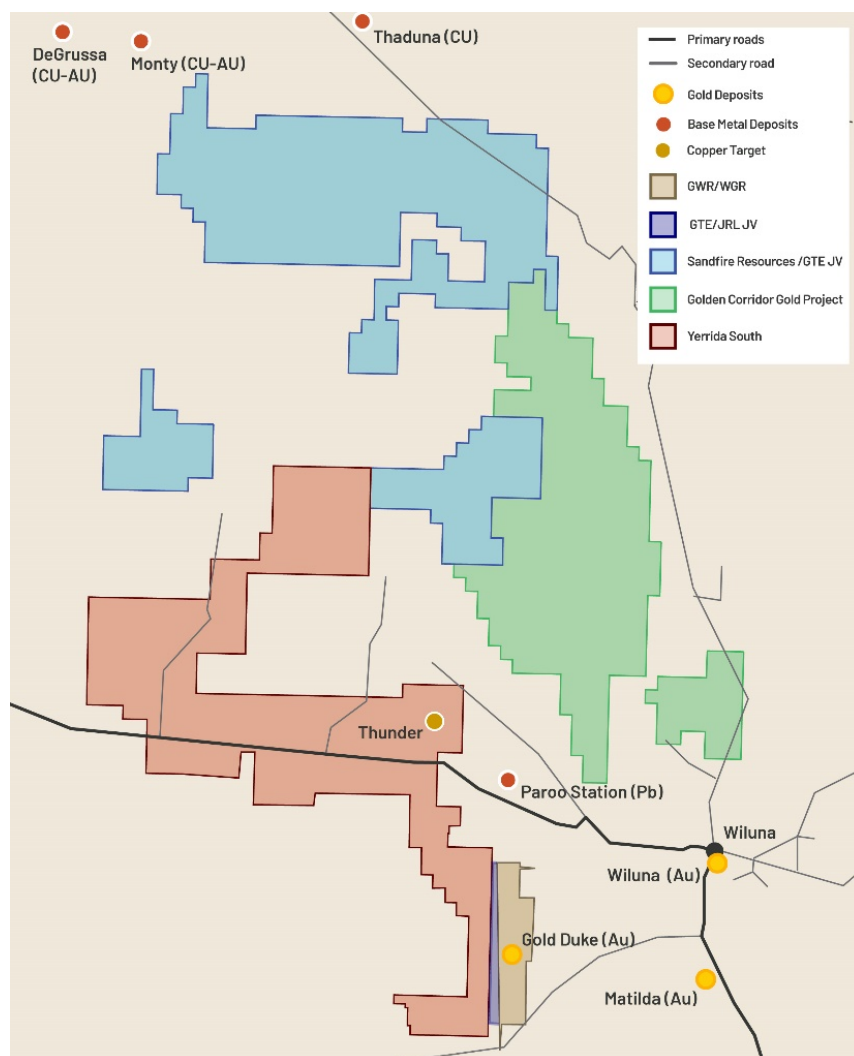 DeGrussa
(CU-AU)
Monty (CU-AU)
Thaduna (CU)
Primary roads
Secondary road
Gold Deposits
Base Metal Deposits
Copper Target
GWR/WGR
GTE/JRL JV
Sandfire Resources /GTE JV
Golden Corridor Gold Project
Yerrida South
Thunder
Paroo Station (Pb)
Wiluna
Wiluna (Au)
Gold Duke (Au)
Matilda (Au)